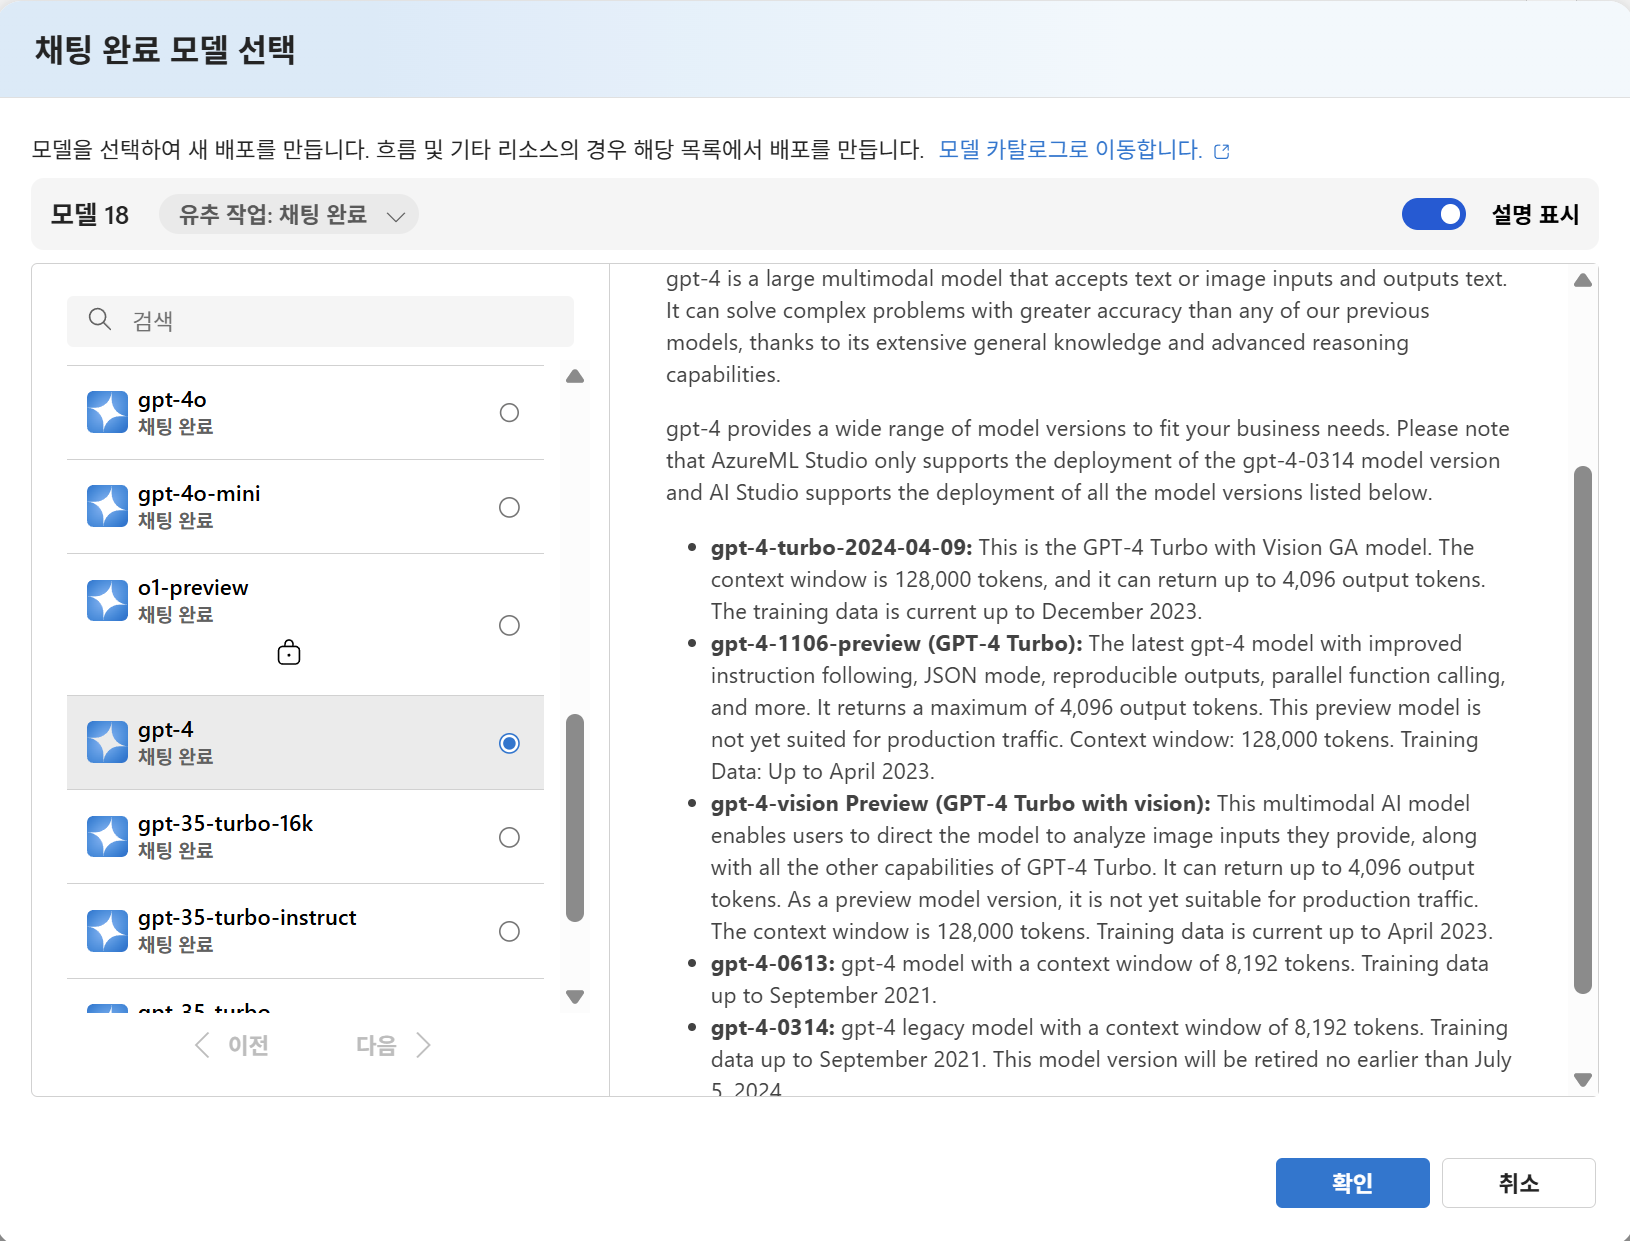 채팅 완료 모델 선택
모델을 선택하여 새 배포를 만듭니다. 흐름 및 기타 리소스의 경우 해당 목록에서 배포를 만듭니다. 모델 카탈로그로 이동합니다.
모델 18
유추 작업: 채팅 완료
설명 표시
검색
gpt-4o
채팅 완료
gpt-4o-mini
채팅 완료
o1-preview
채팅 완료
gpt-4
채팅 완료
gpt-35-turbo-16k
채팅 완료
gpt-35-turbo-instruct
채팅 완료
gpt-35-turbo
이전
다음
gpt-4 is a large multimodal model that accepts text or image inputs and outputs text.
It can solve complex problems with greater accuracy than any of our previous
models, thanks to its extensive general knowledge and advanced reasoning
capabilities.
gpt-4 provides a wide range of model versions to fit your business needs. Please note
that AzureML Studio only supports the deployment of the gpt-4-0314 model version
and AI Studio supports the deployment of all the model versions listed below.
• gpt-4-turbo-2024-04-09: This is the GPT-4 Turbo with Vision GA model. The
context window is 128,000 tokens, and it can return up to 4,096 output tokens.
The training data is current up to December 2023.
• gpt-4-1106-preview (GPT-4 Turbo): The latest gpt-4 model with improved
instruction following, JSON mode, reproducible outputs, parallel function calling,
and more. It returns a maximum of 4,096 output tokens. This preview model is
not yet suited for production traffic. Context window: 128,000 tokens. Training
Data: Up to April 2023.
• gpt-4-vision Preview (GPT-4 Turbo with vision): This multimodal AI model
enables users to direct the model to analyze image inputs they provide, along
with all the other capabilities of GPT-4 Turbo. It can return up to 4,096 output
tokens. As a preview model version, it is not yet suitable for production traffic.
The context window is 128,000 tokens. Training data is current up to April 2023.
• gpt-4-0613: gpt-4 model with a context window of 8,192 tokens. Training data
up to September 2021.
• gpt-4-0314: gpt-4 legacy model with a context window of 8,192 tokens. Training
data up to September 2021. This model version will be retired no earlier than July
5, 2024
확인
취소